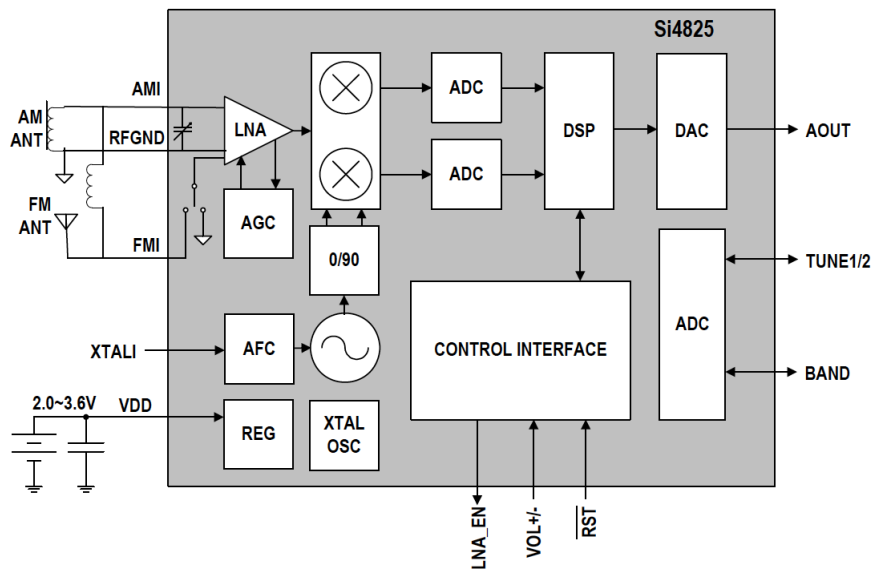 Si4825
AMI
AM
ANT
RFGND
LNA
ADC
DSP
DAC
AOUT
ADC
FM
ANT
FMI
AGC
0/90
TUNE1/2
ADC
XTALI
AFC
CONTROL INTERFACE
BAND
2.0~3.6V
VDD
REG
XTAL
OSC
LNA_EN
VOL+/-
RST